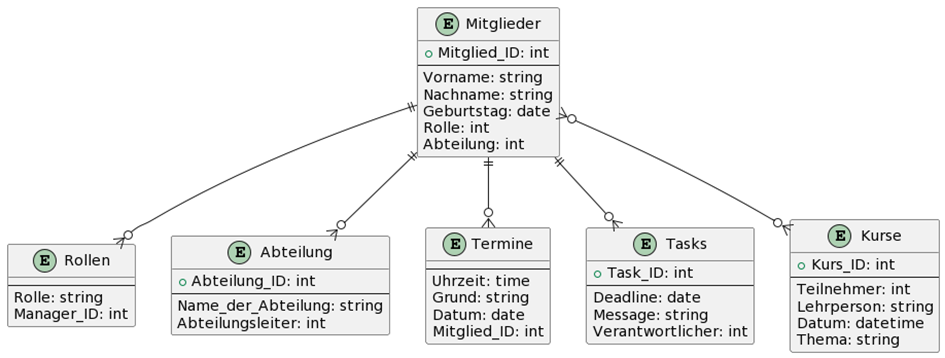 E Mitglieder
Mitglied_ID: int
Vorname: string
Nachname: string
Geburtstag: date
Rolle: int
Abteilung: int
E Rollen
Rolle: string
Manager_ID: int
E Abteilung
Abteilung_ID: int
Name_der_Abteilung: string
Abteilungsleiter: int
E Termine
Uhrzeit: time
Grund: string
Datum: date
Mitglied_ID: int
E Tasks
Task_ID: int
Deadline: date
Message: string
Verantwortlicher: int
E Kurse
Kurs_ID: int
Teilnehmer: int
Lehrperson: string
Datum: datetime
Thema: string